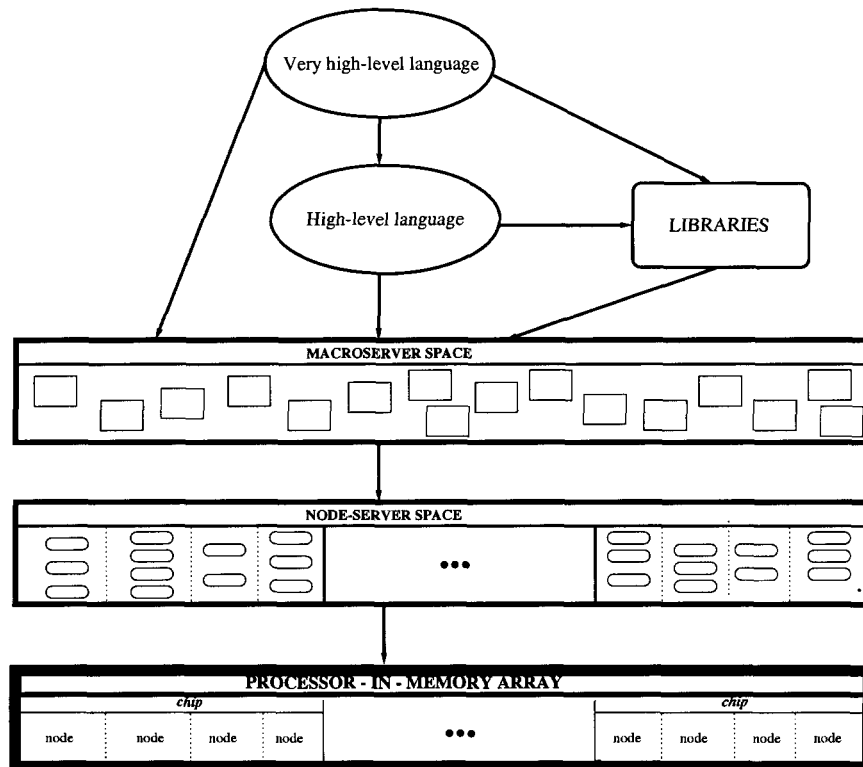 Very high-level language
High-level language
LIBRARIES
MACROSERVER SPACE
NODE-SERVER SPACE
•••
PROCESSOR - IN - MEMORY ARRAY
chip
chip
node node node node ••• node node node node